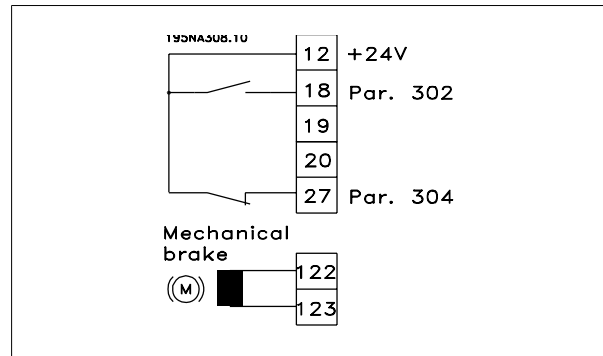 195NA308.10
12 +24V
18 Par. 302
19
20
27 Par. 304
Mechanical
brake
122
M
123